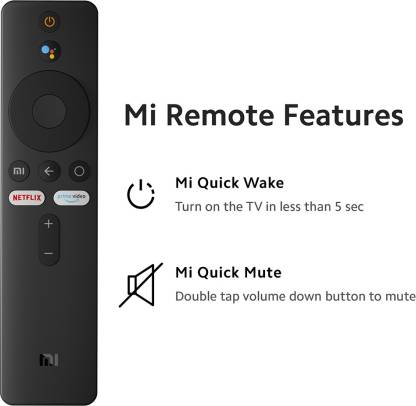 Mi Remote Features
mi
NETFLIX
prime video
Mi Quick Wake
Turn on the TV in less than 5 sec
+
−
Mi Quick Mute
Double tap volume down button to mute
mi